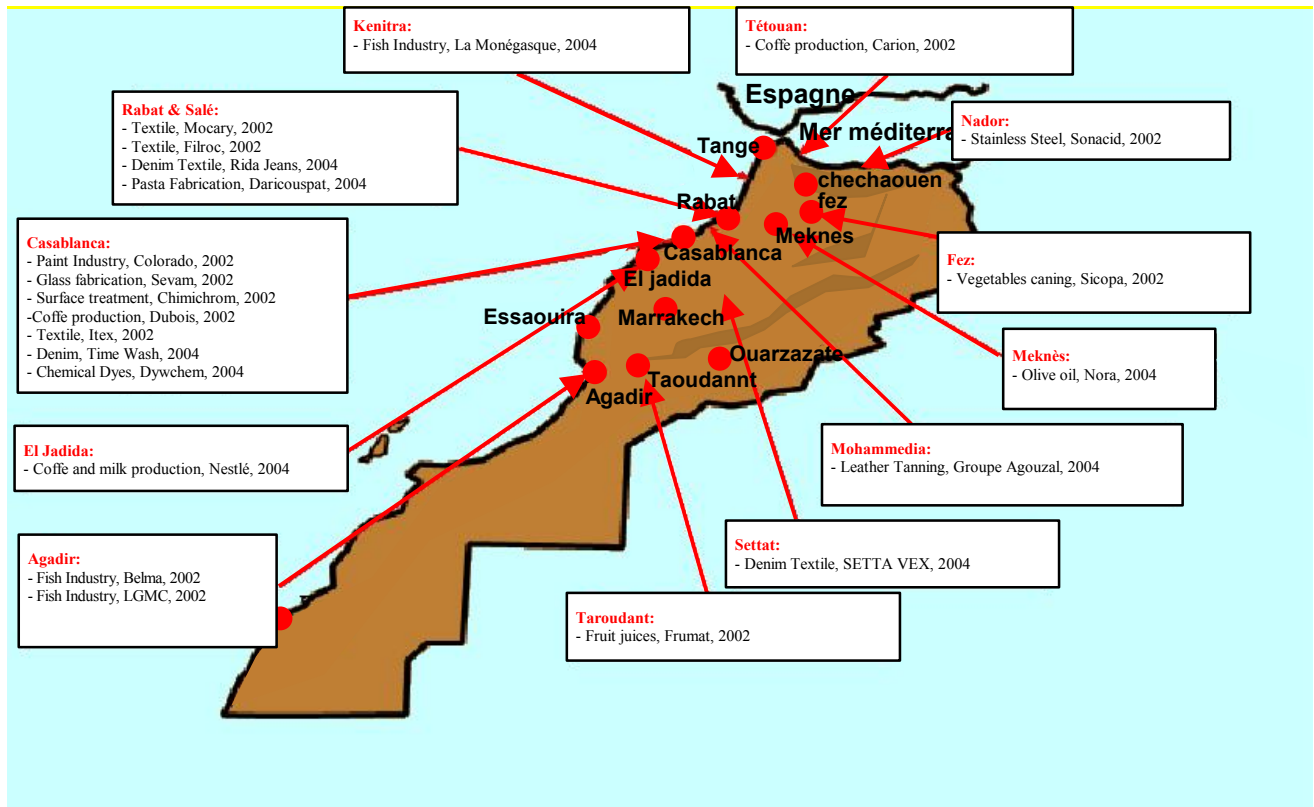 Kenitra:
- Fish Industry, La Monégasque, 2004
Tétouan:
- Coffe production, Carion, 2002
Rabat & Salé:
- Textile, Mocary, 2002
- Textile, Filroc, 2002
- Denim Textile, Rida Jeans, 2004
- Pasta Fabrication, Daricouspat, 2004
Nador:
- Stainless Steel, Sonacid, 2002
Casablanca:
- Paint Industry, Colorado, 2002
- Glass fabrication, Sevam, 2002
- Surface treatment, Chimichrom, 2002
-Coffe production, Dubois, 2002
- Textile, Itex, 2002
- Denim, Time Wash, 2004
- Chemical Dyes, Dywchem, 2004
Fez:
- Vegetables caning, Sicopa, 2002
Meknès:
- Olive oil, Nora, 2004
El Jadida:
- Coffe and milk production, Nestlé, 2004
Mohammedia:
- Leather Tanning, Groupe Agouzal, 2004
Agadir:
- Fish Industry, Belma, 2002
- Fish Industry, LGMC, 2002
Settat:
- Denim Textile, SETTA VEX, 2004
Taroudant:
- Fruit juices, Frumat, 2002
Espagne
Mer méditerra
Tange
chechaouen
fez
Rabat
Meknes
Casablanca
El jadida
Essaouira
Marrakech
Ouarzazate
Taoudannt
Agadir